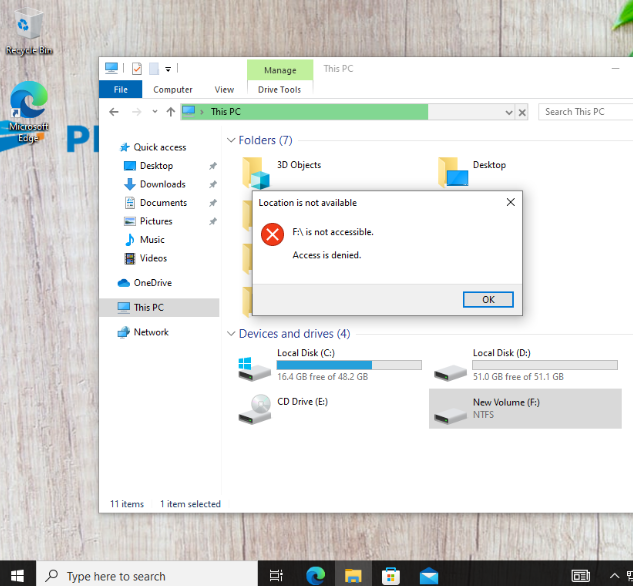 Recycle Bin
Microsoft
Edge
Manage
This PC
File
Computer
View
Drive Tools
This PC
Search This PC
Quick access
Desktop
Downloads
Documents
Pictures
Music
Videos
OneDrive
This PC
Network
Folders (7)
3D Objects
Desktop
Location is not available
F:\ is not accessible.
Access is denied.
OK
Devices and drives (4)
Local Disk (C:)
16.4 GB free of 48.2 GB
Local Disk (D:)
51.0 GB free of 51.1 GB
CD Drive (E:)
New Volume (F:)
NTFS
11 items
1 item selected
Type here to search